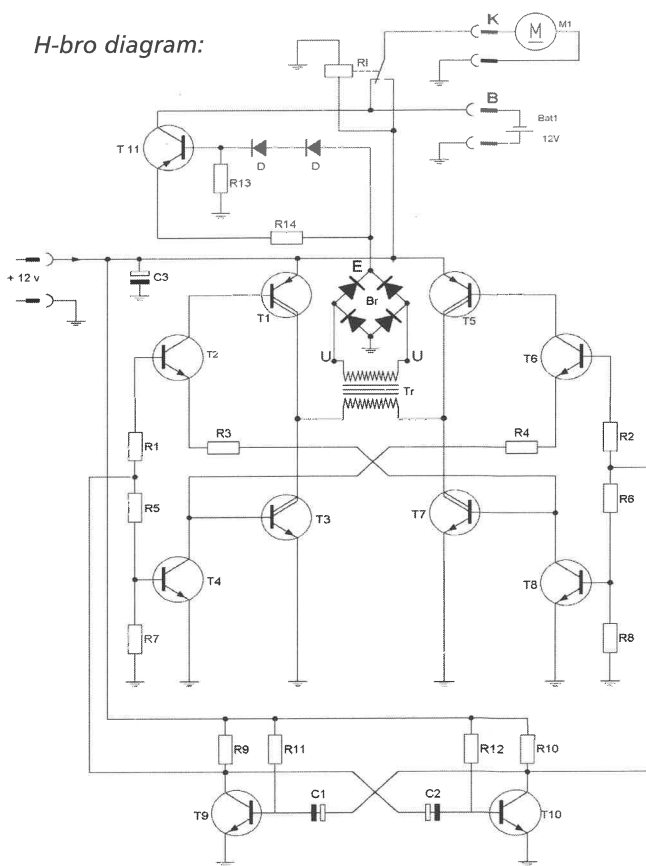 H-bro diagram:
K
M
M1
Rl
B
Bat1
12V
T 11
D
D
R13
R14
+ 12 v
C3
E
Br
T1
T5
T2
T6
U
U
Tr
R1
R3
R4
R2
R5
R6
T3
T7
T4
T8
R7
R8
R9
R11
R12
R10
C1
C2
T9
T10